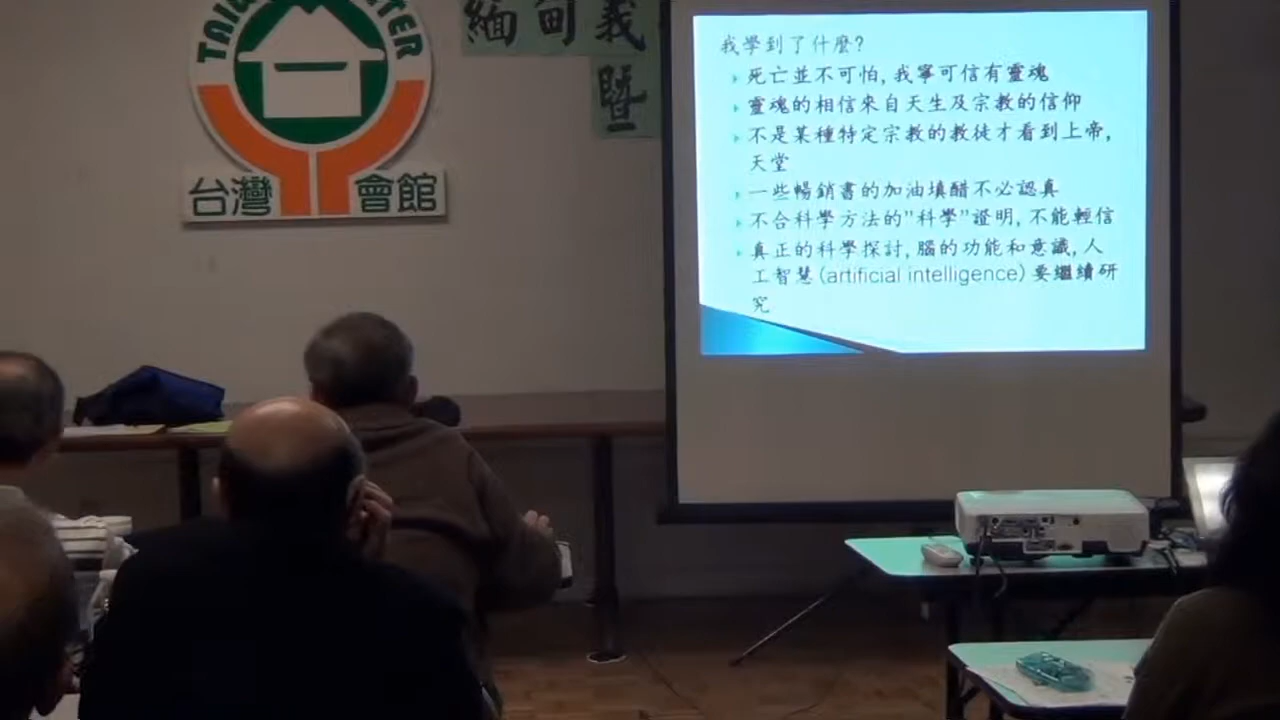 TAIWAN CENTER
台灣 會館
緬甸義
暨
我學到了什麼?
死亡並不可怕, 我寧可信有靈魂
靈魂的相信來自天生及宗教的信仰
不是某種特定宗教的教徒才看到上帝,
天堂
一些暢銷書的加油填醋不必認真
不合科學方法的"科學"證明, 不能輕信
真正的科學探討, 腦的功能和意識, 人
工智慧(artificial intelligence)要繼續研
究